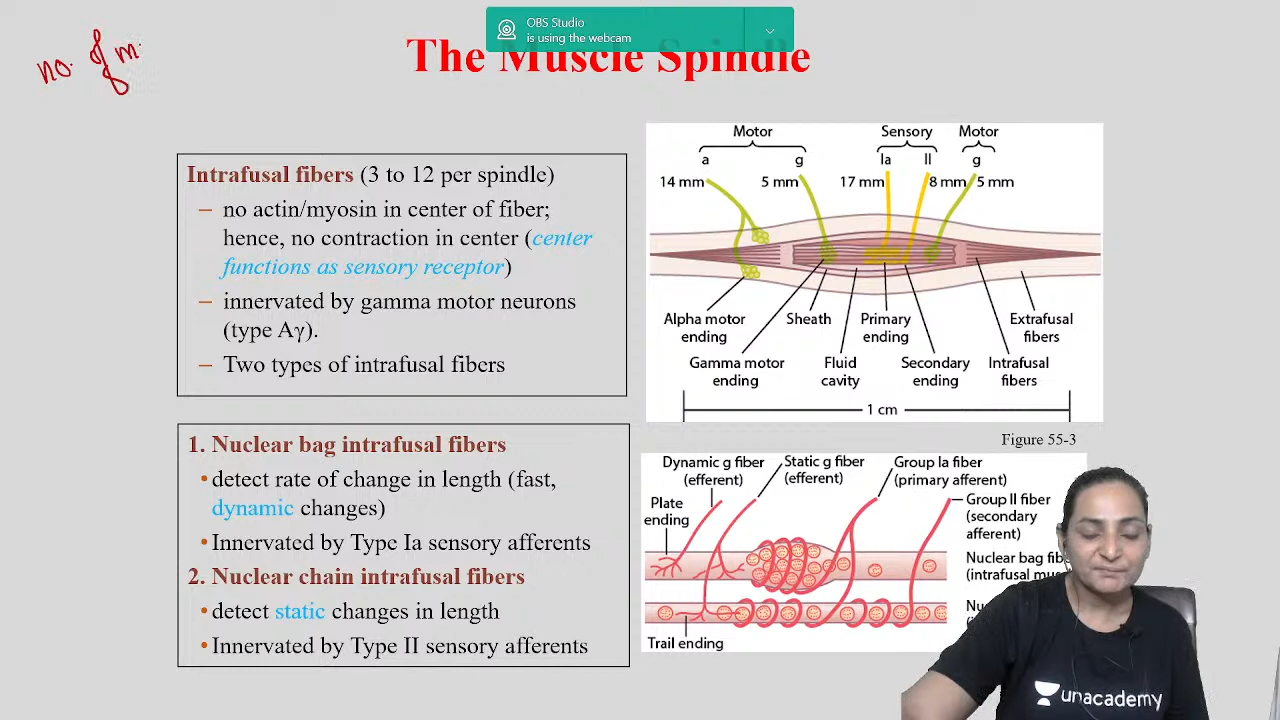 OBS Studio
is using the webcam
no. of m.
The Muscle Spindle
Intrafusal fibers (3 to 12 per spindle)
– no actin/myosin in center of fiber;
hence, no contraction in center (center
functions as sensory receptor)
– innervated by gamma motor neurons
(type Aγ).
– Two types of intrafusal fibers
1. Nuclear bag intrafusal fibers
• detect rate of change in length (fast,
dynamic changes)
• Innervated by Type Ia sensory afferents
2. Nuclear chain intrafusal fibers
• detect static changes in length
• Innervated by Type II sensory afferents
Motor Sensory Motor
a g Ia II g
14 mm 5 mm 17 mm 8 mm 5 mm
Alpha motor
ending
Sheath
Primary
ending
Extrafusal
fibers
Gamma motor
ending
Fluid
cavity
Secondary
ending
Intrafusal
fibers
1 cm
Figure 55-3
Dynamic g fiber
(efferent)
Static g fiber
(efferent)
Group Ia fiber
(primary afferent)
Plate
ending
Group II fiber
(secondary
afferent)
Nuclear bag fib
(intrafusal mus
Nu
Trail ending
unacademy